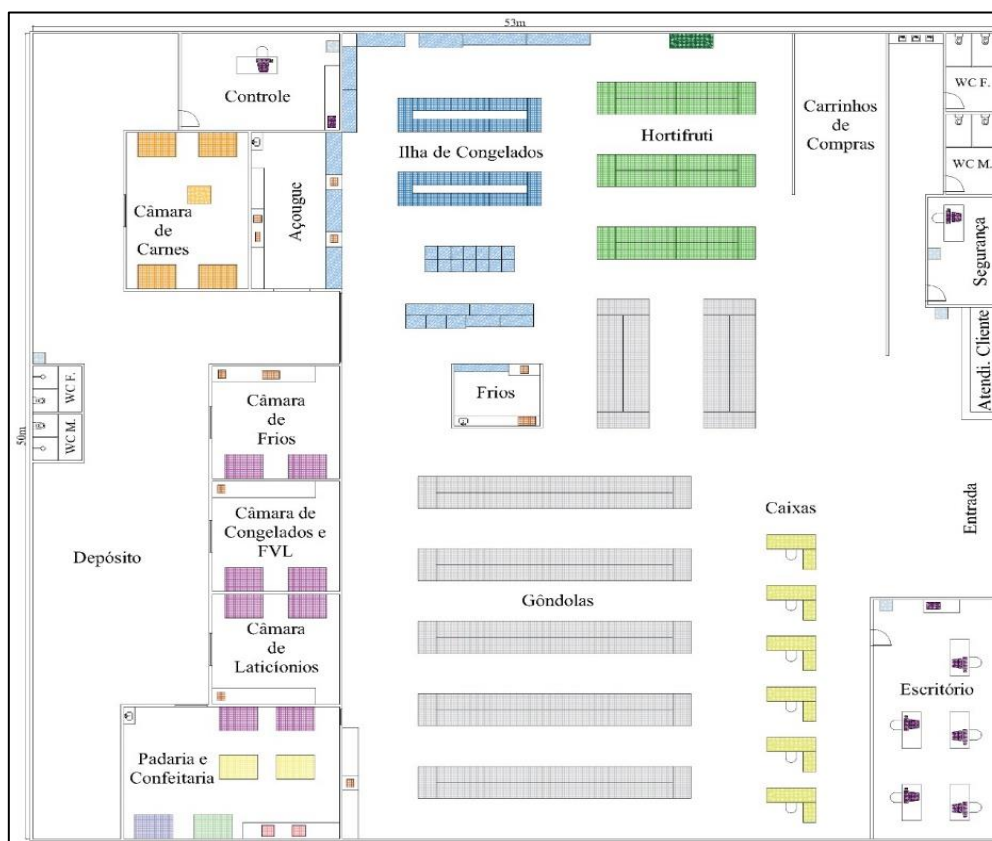 53m
50m
Controle
Ilha de Congelados
Hortifruti
Carrinhos
de
Compras
WC F.
WC M.
Câmara
de
Carnes
Açougue
Segurança
Atendi. Cliente
WC F.
WC M.
Câmara
de
Frios
Frios
Câmara de
Congelados e
FVL
Depósito
Caixas
Entrada
Gôndolas
Câmara
de
Laticíonios
Escritório
Padaria e
Confeitaria